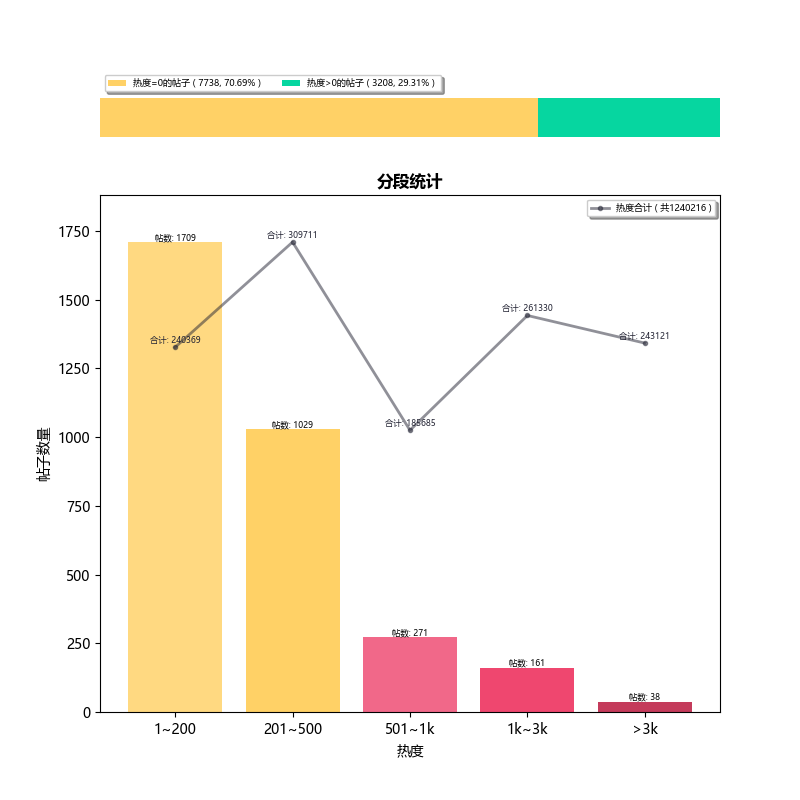 热度=0的帖子 ( 7738, 70.69% )
热度>0的帖子 ( 3208, 29.31% )
分段统计
热度合计 ( 共1240216 )
合计: 240369
合计: 309711
合计: 185685
合计: 261330
合计: 243121
帖数: 1709
帖数: 1029
帖数: 271
帖数: 161
帖数: 38
帖子数量
1750
1500
1250
1000
750
500
250
0
1~200
201~500
501~1k
1k~3k
>3k
热度